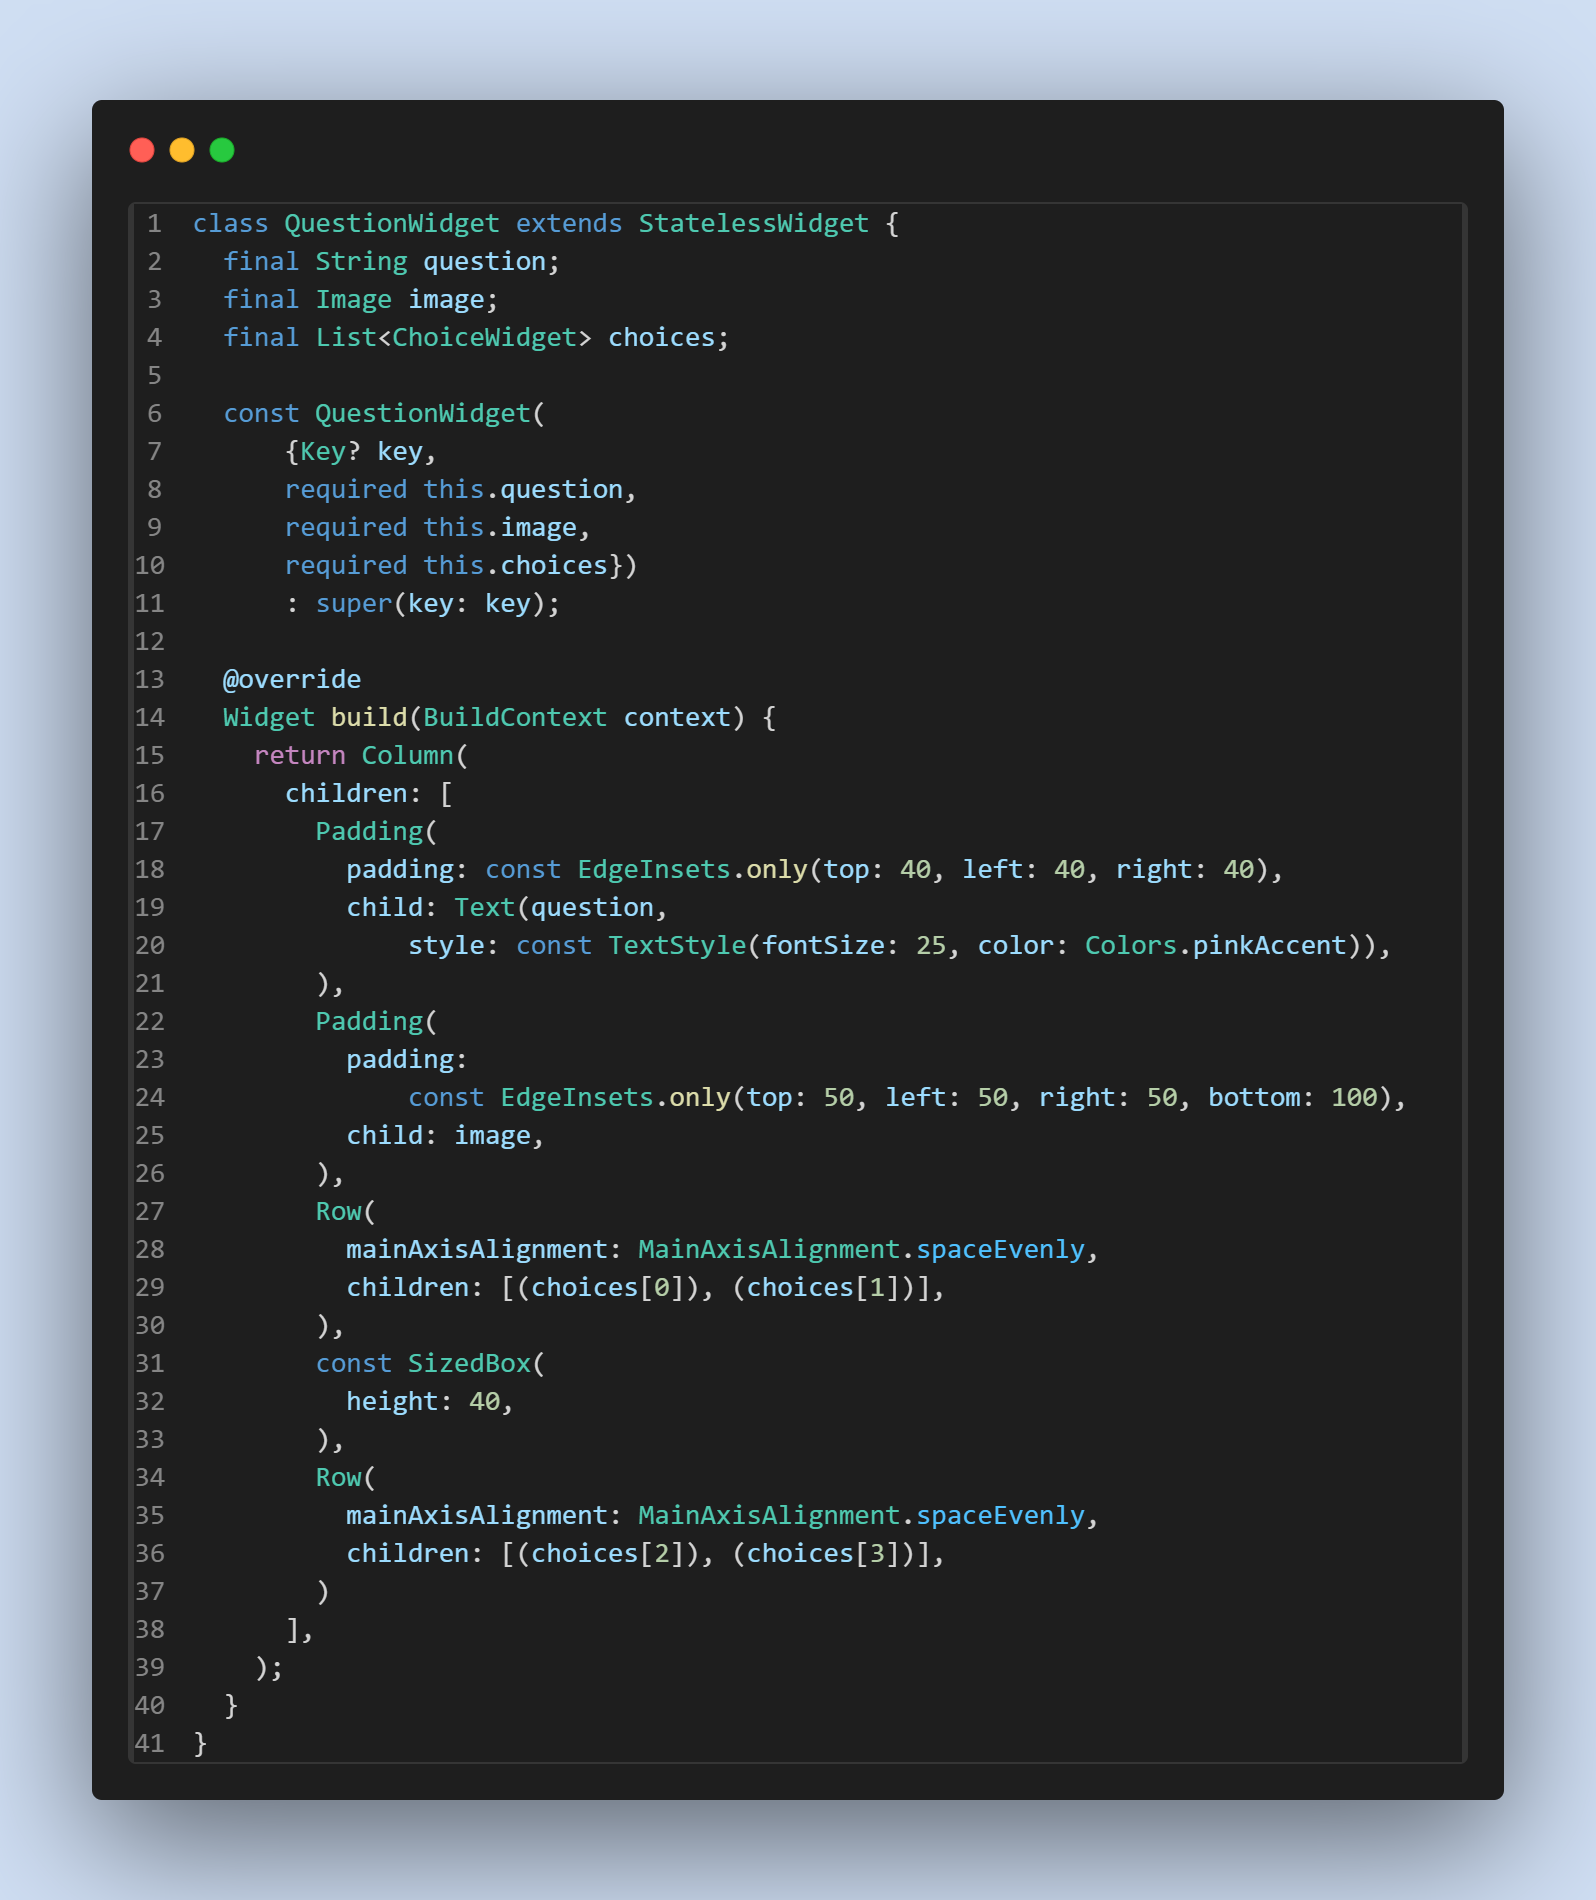 1 class QuestionWidget extends StatelessWidget {
2   final String question;
3   final Image image;
4   final List<ChoiceWidget> choices;
5
6   const QuestionWidget(
7       {Key? key,
8       required this.question,
9       required this.image,
10       required this.choices})
11       : super(key: key);
12
13   @override
14   Widget build(BuildContext context) {
15     return Column(
16       children: [
17         Padding(
18           padding: const EdgeInsets.only(top: 40, left: 40, right: 40),
19           child: Text(question,
20               style: const TextStyle(fontSize: 25, color: Colors.pinkAccent)),
21         ),
22         Padding(
23           padding:
24               const EdgeInsets.only(top: 50, left: 50, right: 50, bottom: 100),
25           child: image,
26         ),
27         Row(
28           mainAxisAlignment: MainAxisAlignment.spaceEvenly,
29           children: [(choices[0]), (choices[1])],
30         ),
31         const SizedBox(
32           height: 40,
33         ),
34         Row(
35           mainAxisAlignment: MainAxisAlignment.spaceEvenly,
36           children: [(choices[2]), (choices[3])],
37         )
38       ],
39     );
40   }
41 }